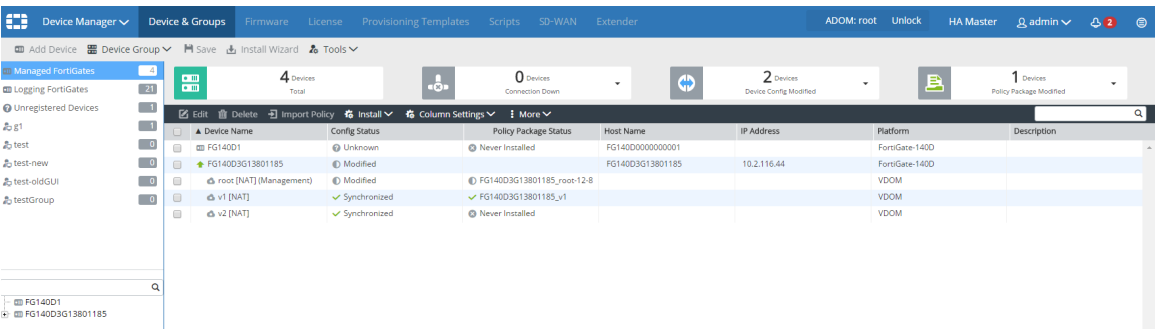 Device Manager Device & Groups Firmware License Provisioning Templates Scripts SD-WAN Extender ADOM: root Unlock HA Master admin 2
Add Device Device Group Save Install Wizard Tools
Managed FortiGates 4
Logging FortiGates 21
Unregistered Devices 1
g1 1
test 0
test-new 0
test-oldGUI 0
testGroup 0
4 Devices
Total
0 Devices
Connection Down
2 Devices
Device Config Modified
1 Devices
Policy Package Modified
Edit Delete Import Policy Install Column Settings More
Device Name Config Status Policy Package Status Host Name IP Address Platform Description
FG140D1 Unknown Never Installed FG140D0000000001 FortiGate-140D
FG140D3G13801185 Modified FG140D3G13801185 10.2.116.44 FortiGate-140D
root [NAT] (Management) Modified FG140D3G13801185_root-12-8 VDOM
v1 [NAT] Synchronized FG140D3G13801185_v1 VDOM
v2 [NAT] Synchronized Never Installed VDOM
FG140D1
FG140D3G13801185